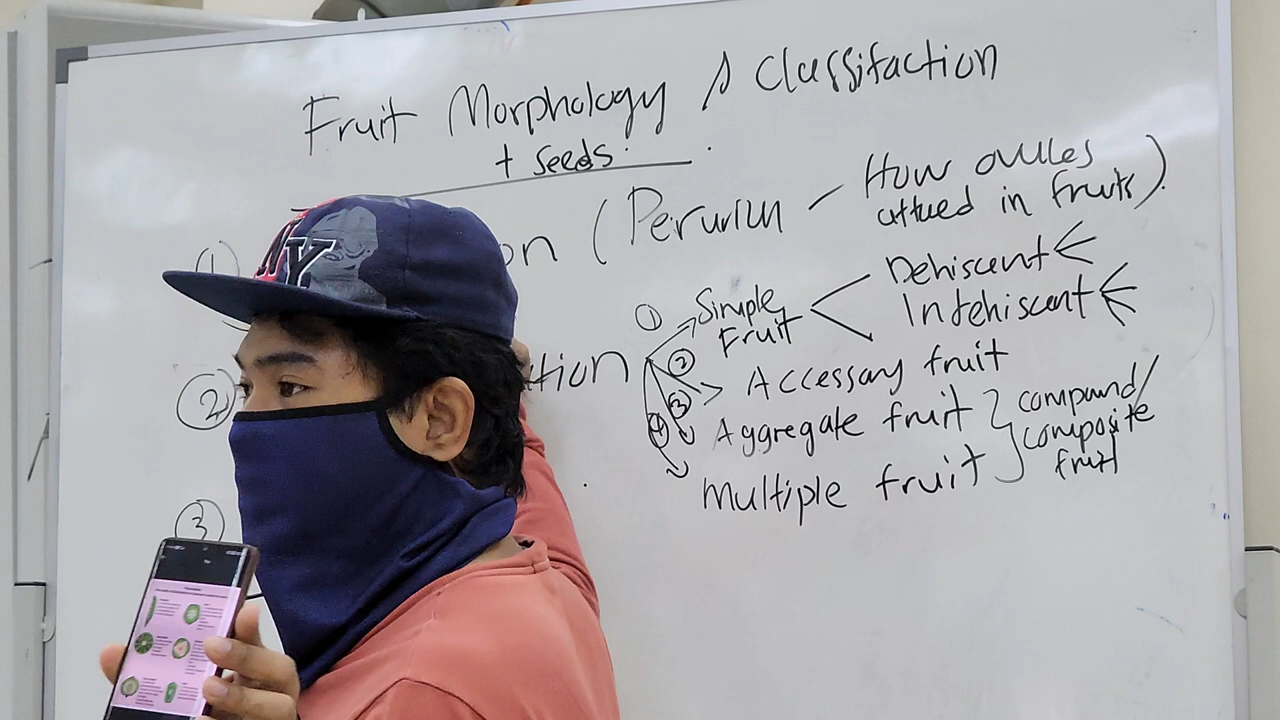 Fruit Morphology & Classifaction
+ seeds
(1) on (
How ovules
attued in fruits).
(2) ation
① Simple
Fruit
Dehiscent
Indehiscent
② Accessary fruit
③ Aggregate fruit
④ multiple fruit
compound/
composite
fruit
③
NY